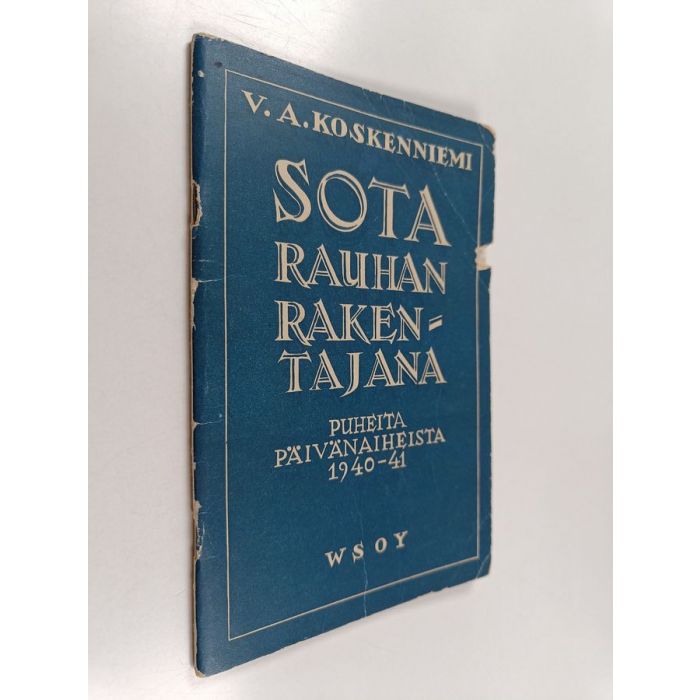 V. A. KOSKENNIEMI
SOTA
RAUHAN
RAKEN=
TAJANA
PUHEITA
PÄIVÄNAIHEISTA
1940-41
WSOY